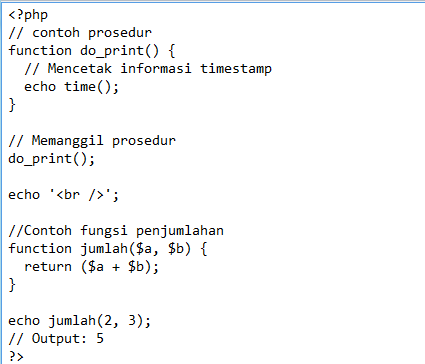 <?php
// contoh prosedur
function do_print() {
  // Mencetak informasi timestamp
  echo time();
}

// Memanggil prosedur
do_print();

echo '<br />';

//Contoh fungsi penjumlahan
function jumlah($a, $b) {
  return ($a + $b);
}

echo jumlah(2, 3);
// Output: 5
?>